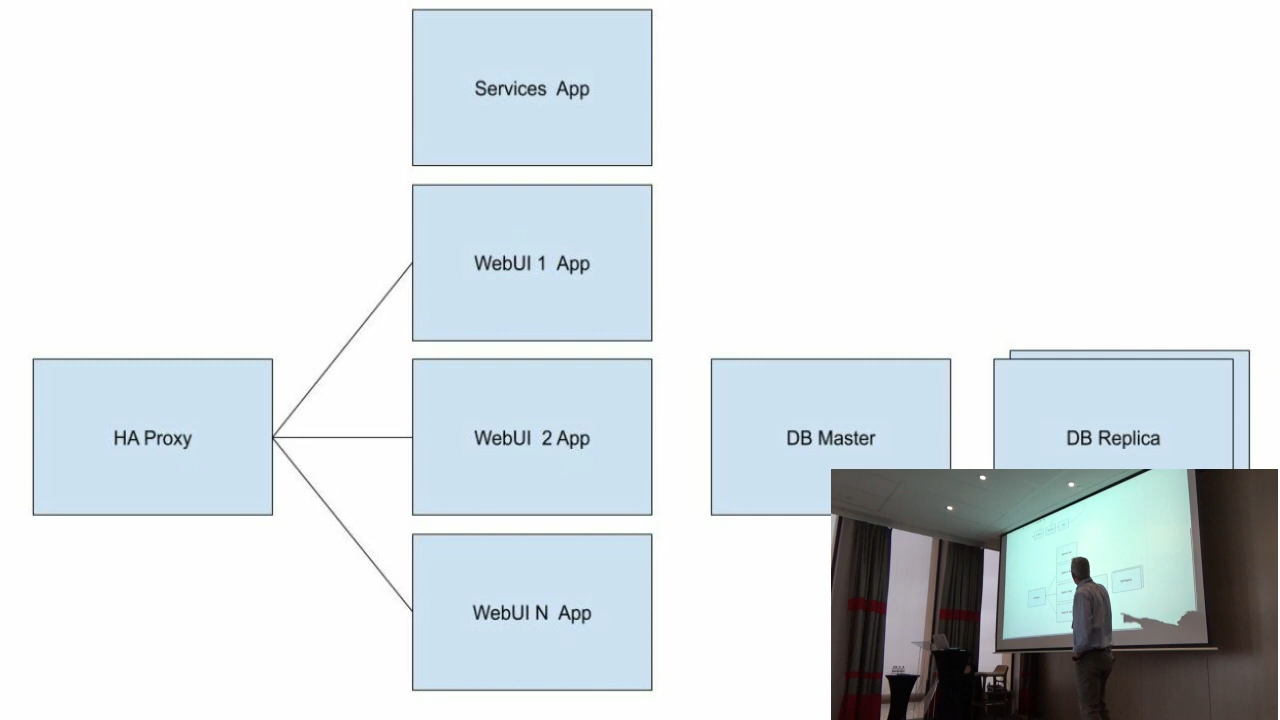 Services App
WebUI 1 App
HA Proxy
WebUI 2 App
DB Master
DB Replica
WebUI N App